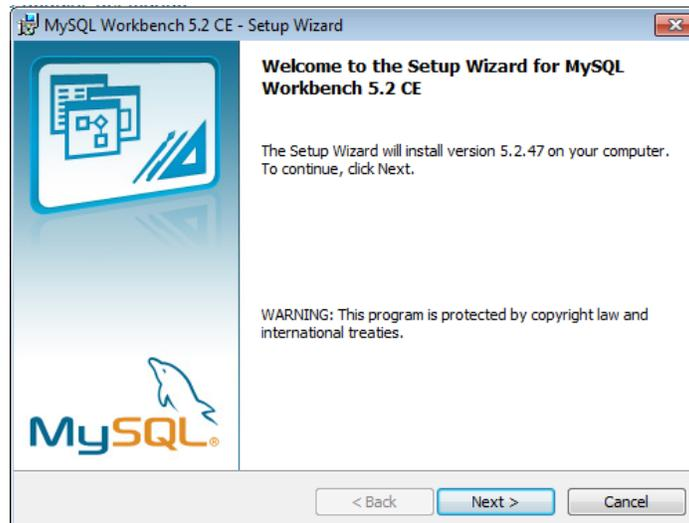 MySQL Workbench 5.2 CE - Setup Wizard
Welcome to the Setup Wizard for MySQL
Workbench 5.2 CE
The Setup Wizard will install version 5.2.47 on your computer.
To continue, click Next.
WARNING: This program is protected by copyright law and
international treaties.
MySQL®
< Back
Next >
Cancel